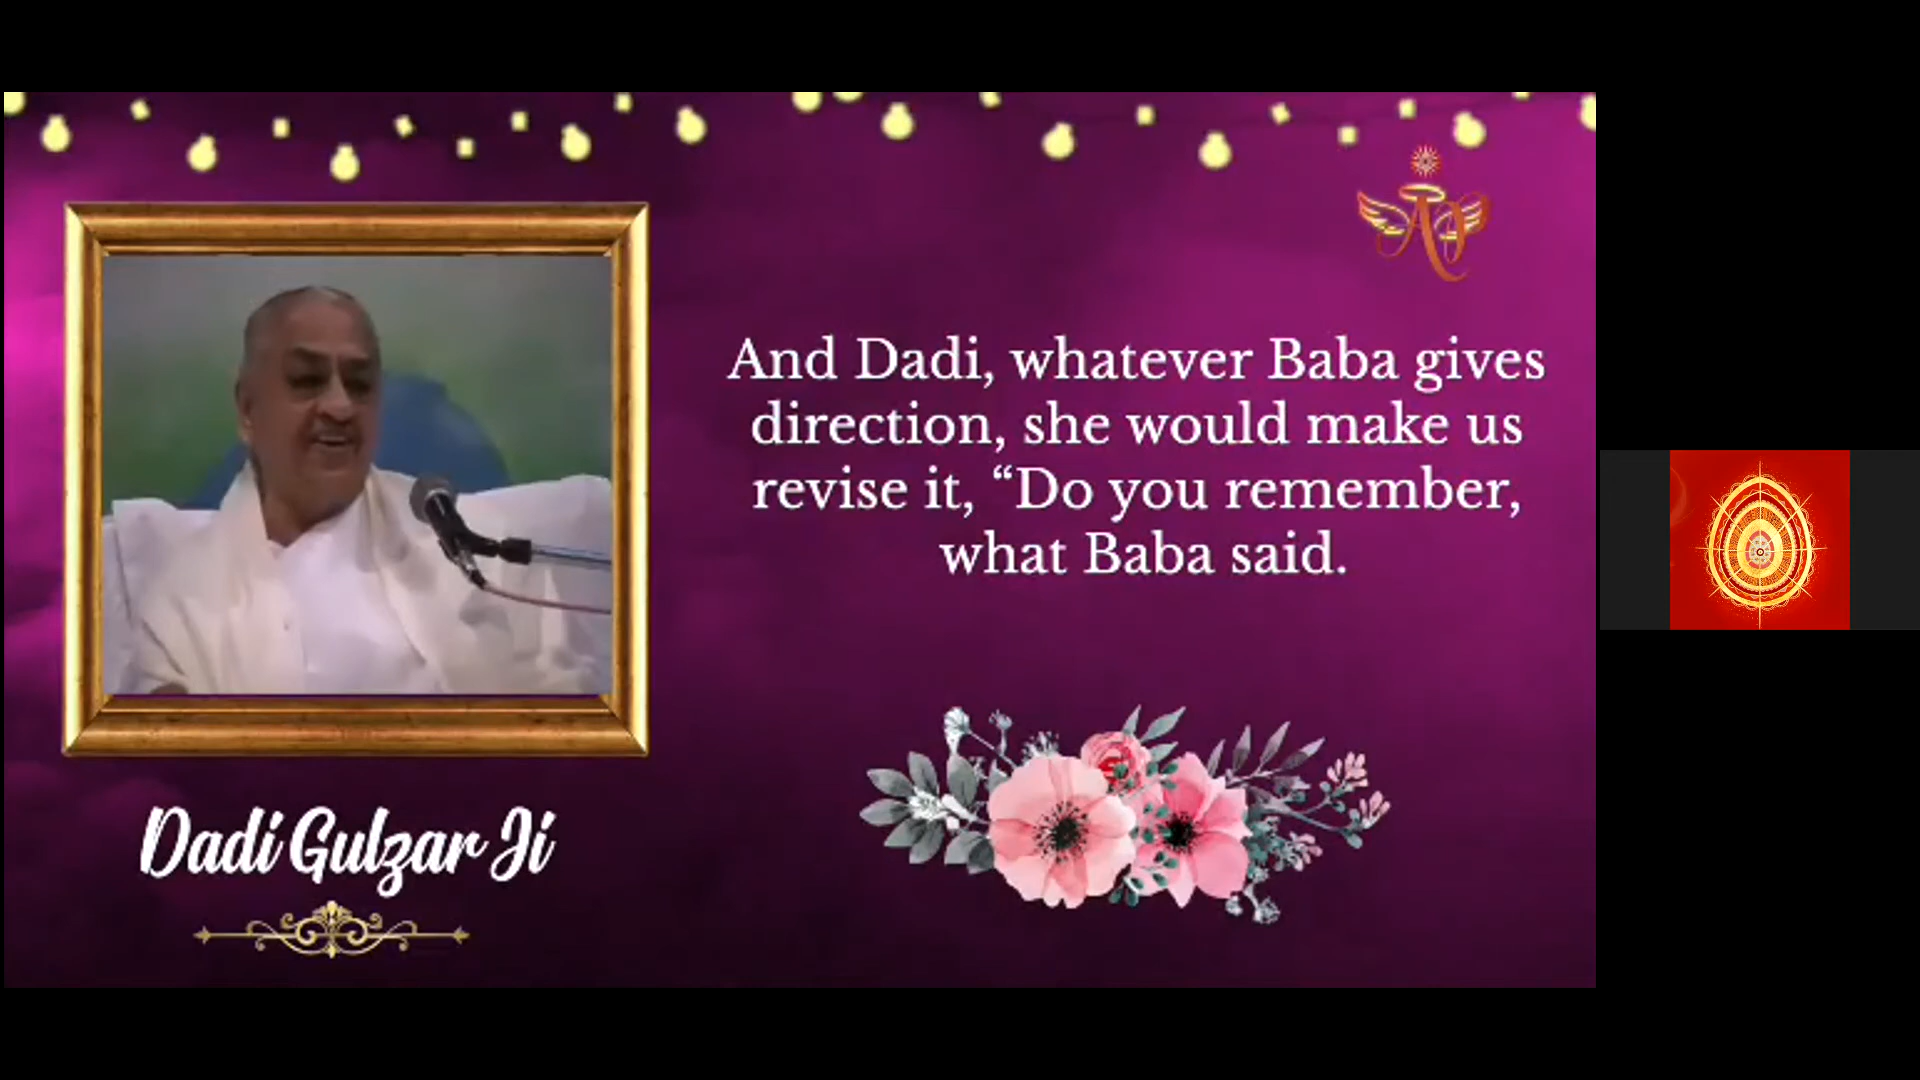 And Dadi, whatever Baba gives
direction, she would make us
revise it, “Do you remember,
what Baba said.
Dadi Gulzar Ji